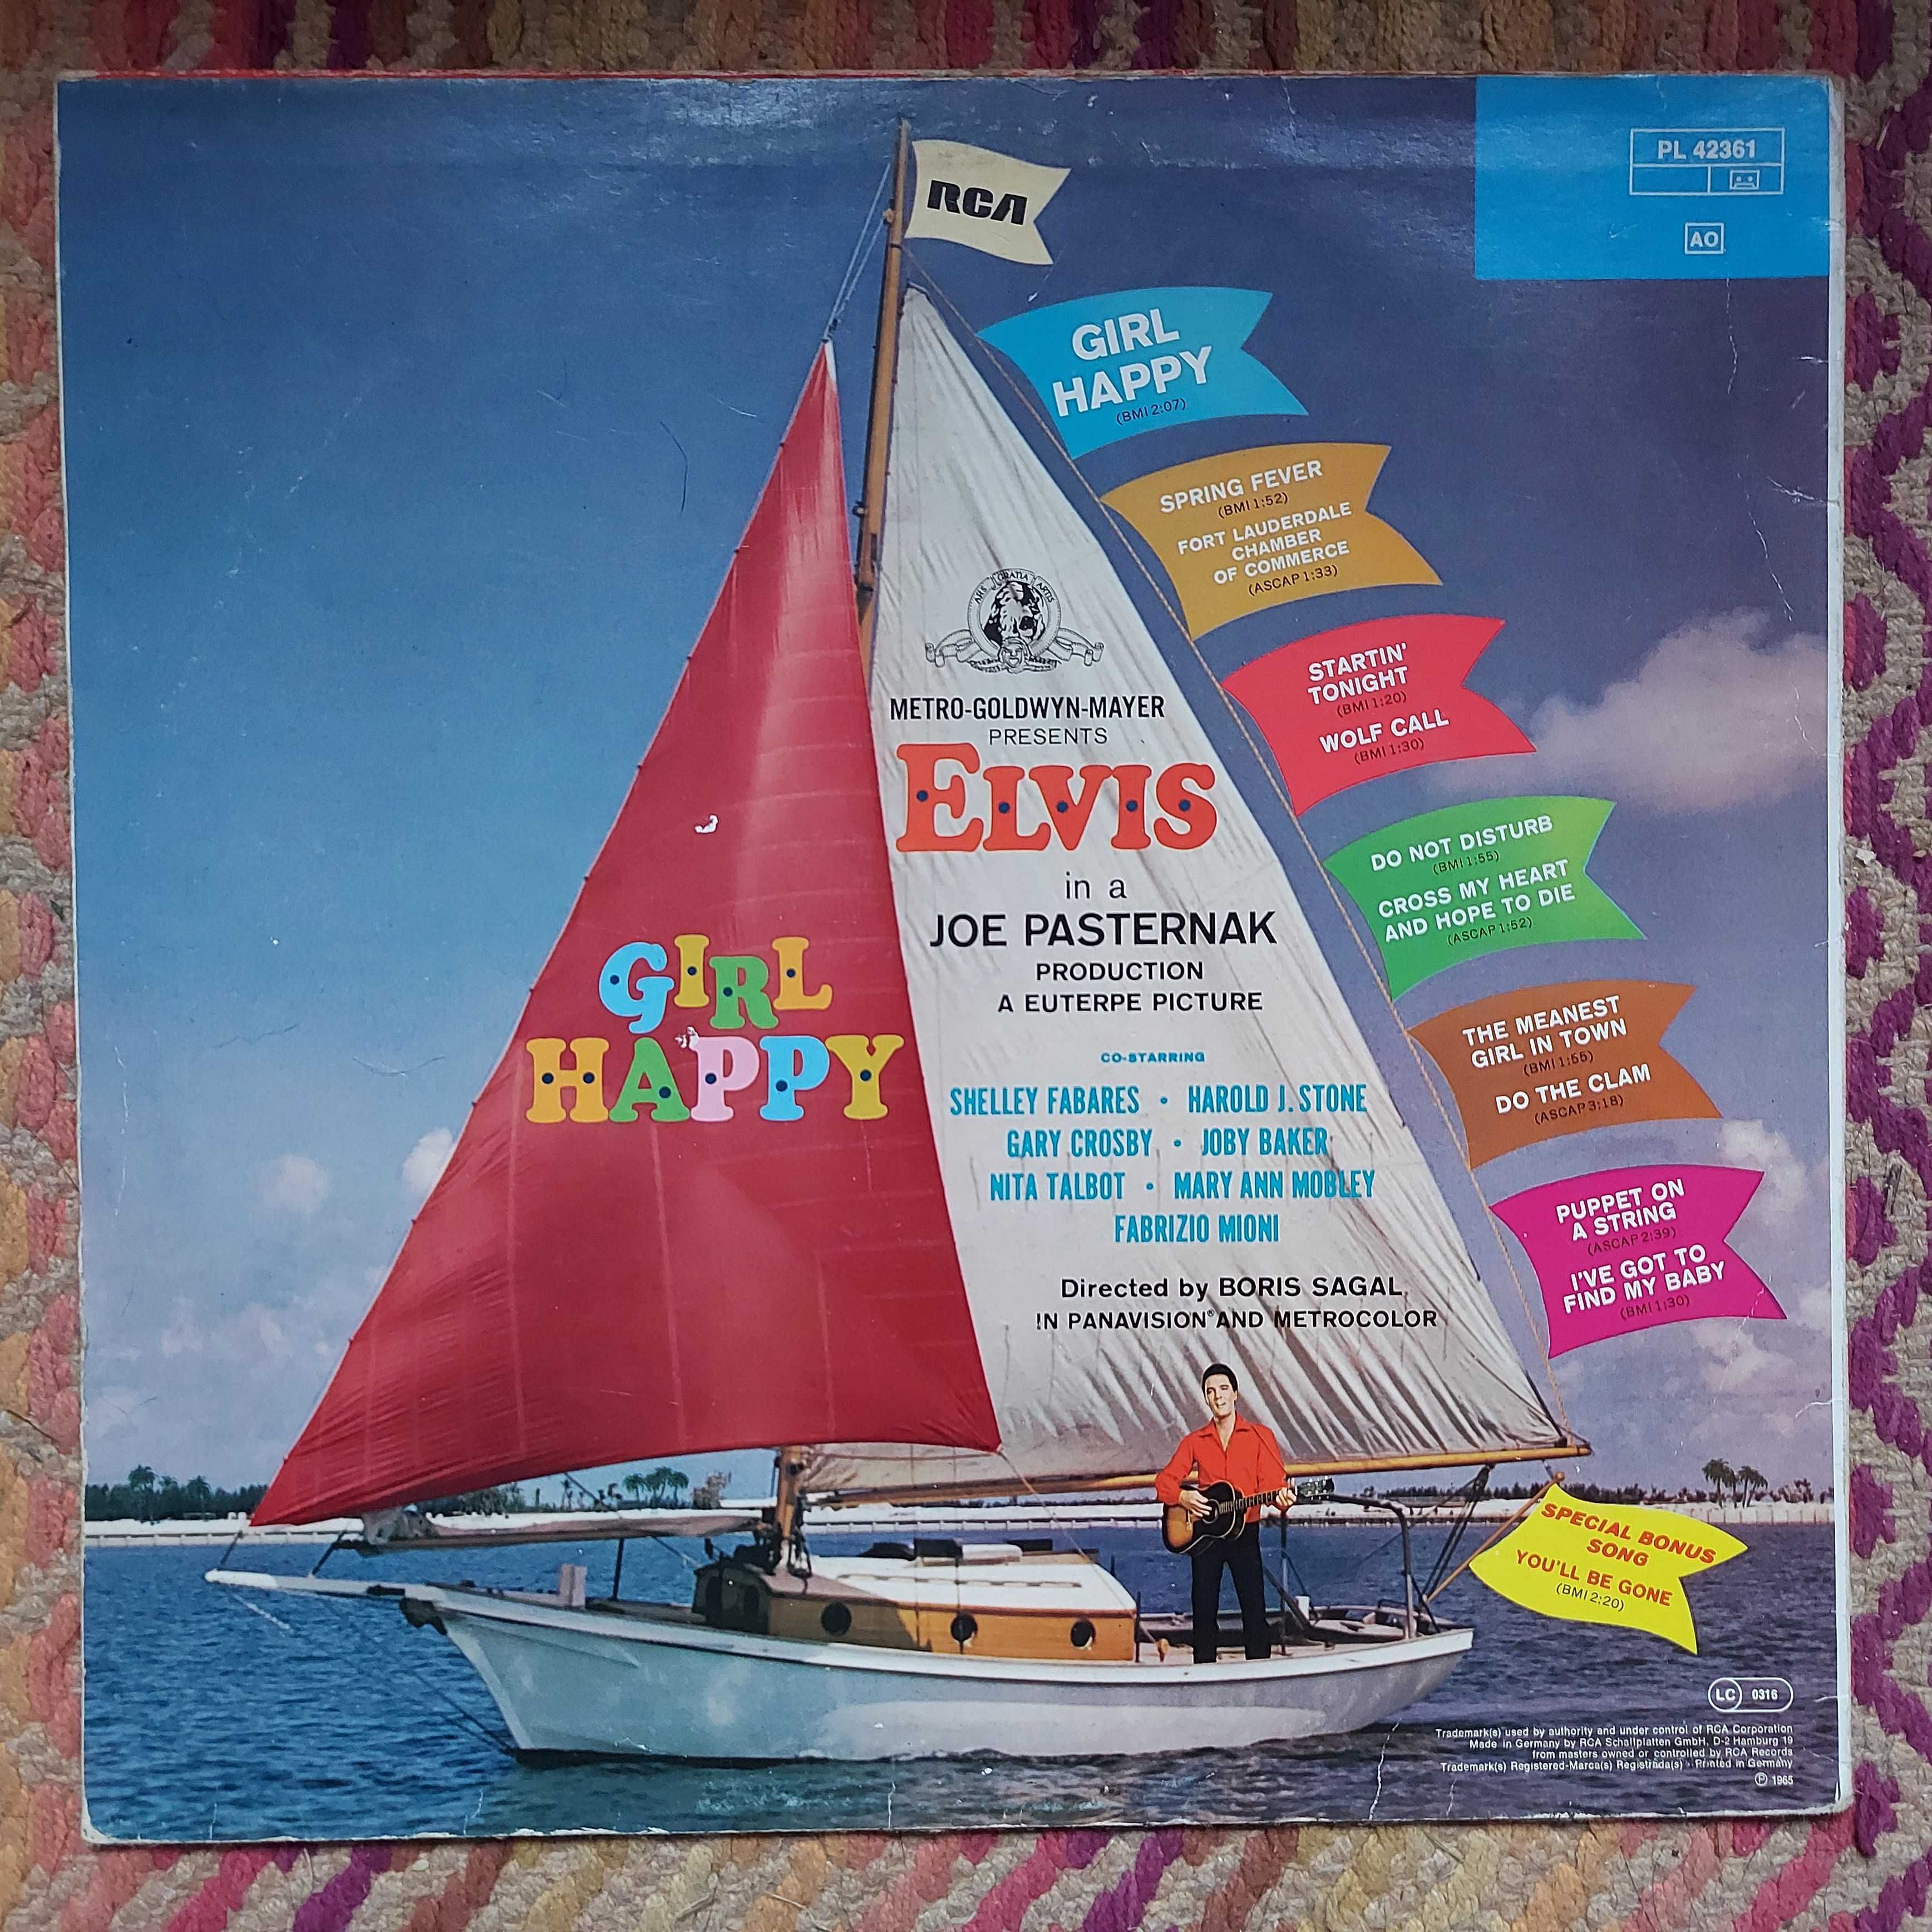 PL 42361
AO
RCA
GIRL
HAPPY
(BMI 2:07)
SPRING FEVER
(BMI 1:52)
FORT LAUDERDALE
CHAMBER
OF COMMERCE
(ASCAP 1:33)
STARTIN'
TONIGHT
(BMI 1:20)
WOLF CALL
(BMI 1:30)
DO NOT DISTURB
(BMI 1:55)
CROSS MY HEART
AND HOPE TO DIE
(ASCAP 1:52)
THE MEANEST
GIRL IN TOWN
(BMI 1:55)
DO THE CLAM
(ASCAP 3:18)
PUPPET ON
A STRING
(ASCAP 2:39)
I'VE GOT TO
FIND MY BABY
(BMI 1:30)
SPECIAL BONUS
SONG
YOU'LL BE GONE
(BMI 2:20)
ARS GRATIA ARTIS
METRO-GOLDWYN-MAYER
PRESENTS
ELVIS
in a
JOE PASTERNAK
PRODUCTION
A EUTERPE PICTURE
CO-STARRING
SHELLEY FABARES • HAROLD J. STONE
GARY CROSBY • JOBY BAKER
NITA TALBOT • MARY ANN MOBLEY
FABRIZIO MIONI
Directed by BORIS SAGAL
IN PANAVISION® AND METROCOLOR
GIRL
HAPPY
LC 0316
Trademark(s) used by authority and under control of RCA Corporation
Made in Germany by RCA Schallplatten GmbH. D-2 Hamburg 19
from masters owned or controlled by RCA Records
Trademark(s) Registered-Marca(s) Registrada(s) · Printed in Germany
Ⓟ 1965